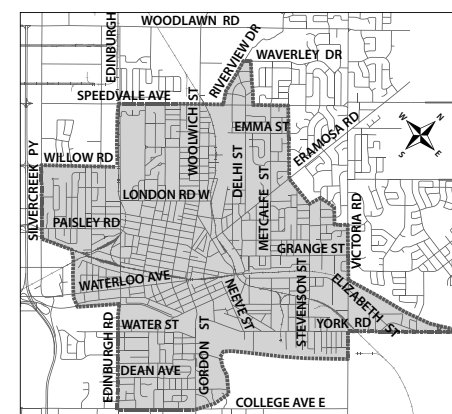 WOODLAWN RD
EDINBURGH
RIVERVIEW DR
WAVERLEY DR
SPEEDVALE AVE
WOOLWICH ST
EMMA ST
ERAMOSA RD
N
W
S
E
WILLOW RD
SILVERCREEK PY
DELHI ST
METCALFE ST
LONDON RD W
PAISLEY RD
GRANGE ST
VICTORIA RD
WATERLOO AVE
NEEVE ST
STEVENSON ST
ELIZABETH ST
WATER ST
YORK RD
EDINBURGH RD
GORDON ST
DEAN AVE
COLLEGE AVE E